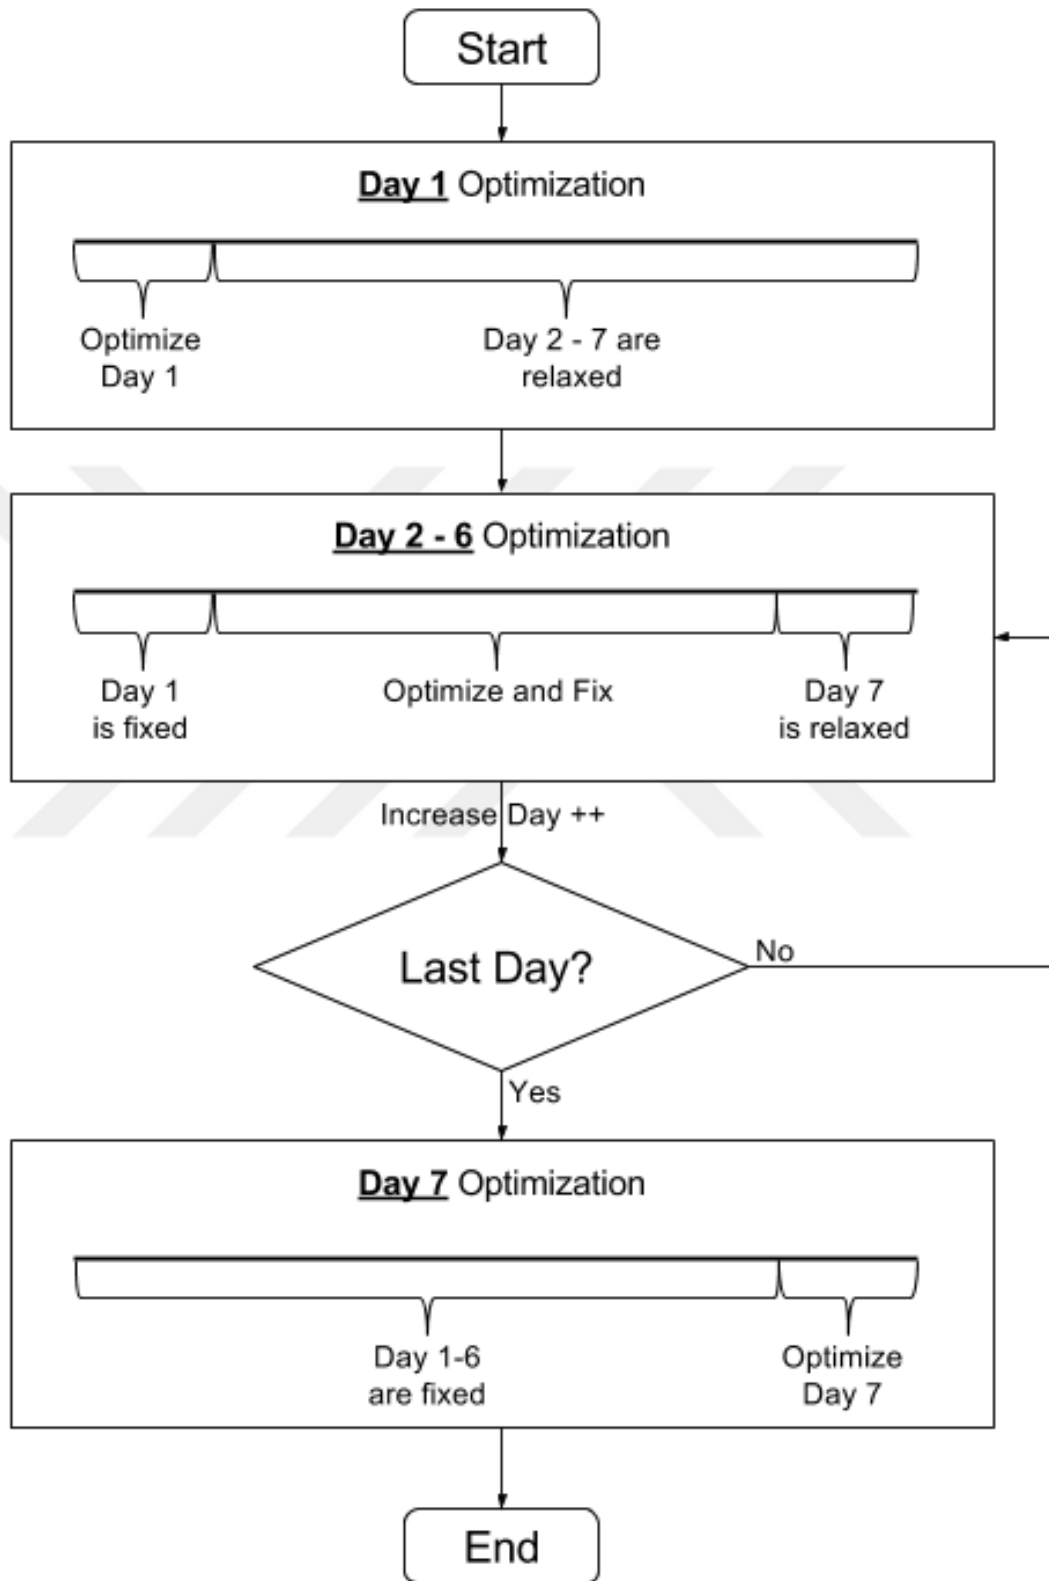 Start
Day 1 Optimization
Optimize
Day 1
Day 2 - 7 are
relaxed
Day 2 - 6 Optimization
Day 1
is fixed
Optimize and Fix
Day 7
is relaxed
Increase Day ++
Last Day?
No
Yes
Day 7 Optimization
Day 1-6
are fixed
Optimize
Day 7
End